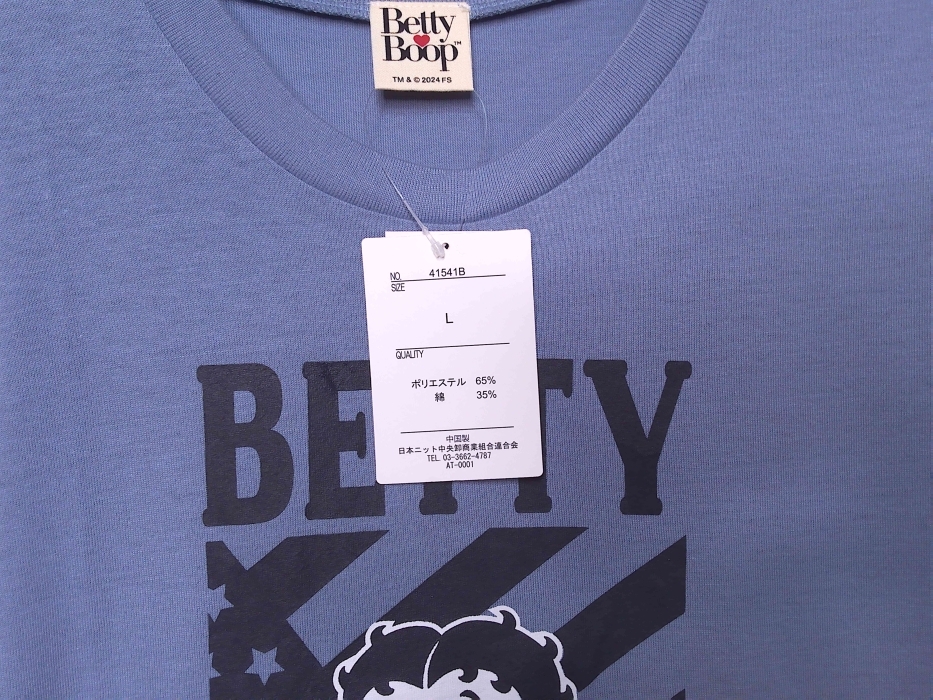 Betty
Boop™
TM & © 2024 FS
NO. 41541B
SIZE
L
QUALITY
ポリエステル 65%
綿 35%
中国製
日本ニット中央卸商業組合連合会
TEL 03-3662-4787
AT-0001
BETTY